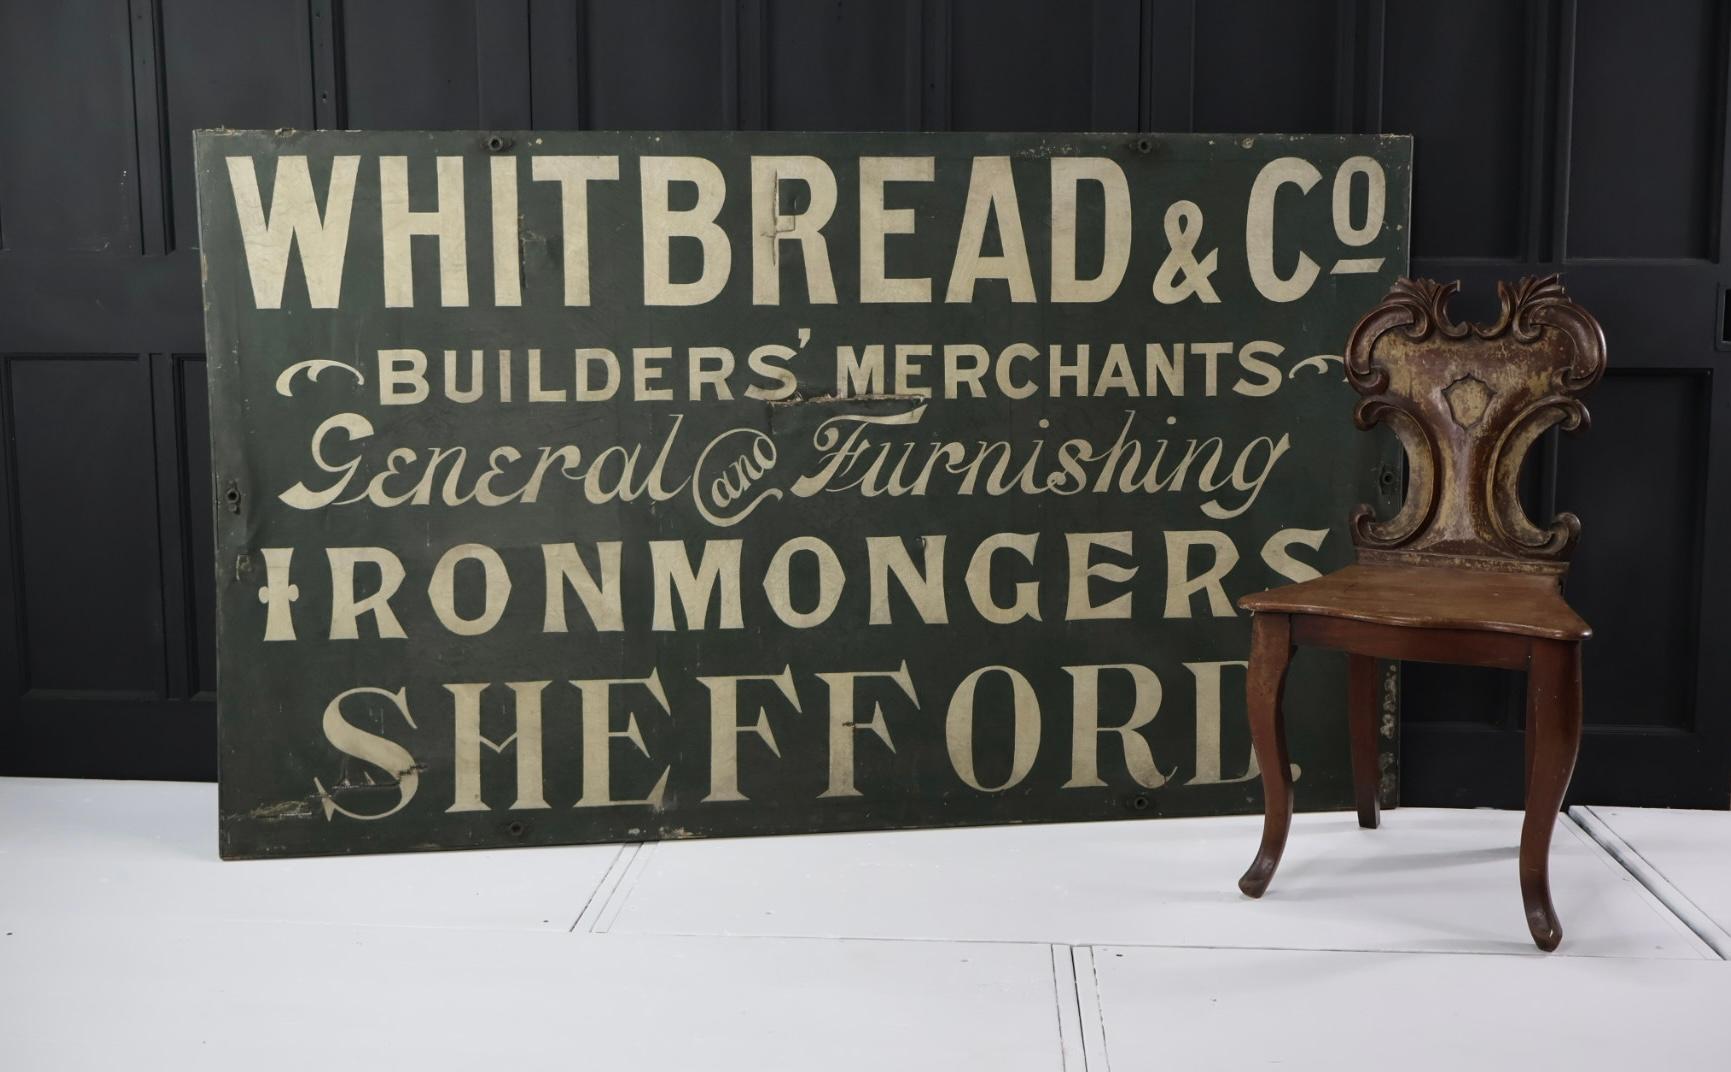 WHITBREAD & Co
BUILDERS' MERCHANTS
General and Furnishing
IRONMONGERS
SHEFFORD.